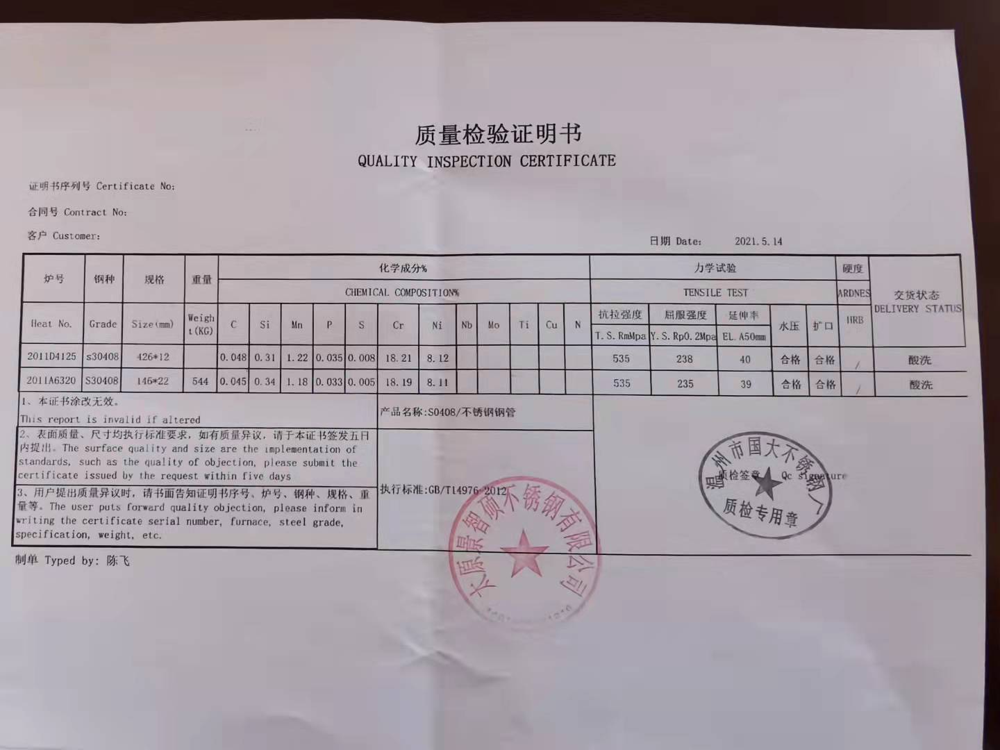 质量检验证明书
QUALITY INSPECTION CERTIFICATE
证明书序列号 Certificate No:
合同号 Contract No:
客户 Customer:
日期 Date: 2021.5.14
炉号 钢种 规格 重量 化学成分% 力学试验 硬度 交货状态
CHEMICAL COMPOSITION% TENSILE TEST ARDNES DELIVERY STATUS
Heat No. Grade Size(mm) Weigh t(KG) C Si Mn P S Cr Ni Nb Mo Ti Cu N 抗拉强度 屈服强度 延伸率 水压 扩口 HRB
T.S.RmMpa Y.S.Rp0.2Mpa EL.A50mm
2011D4125 s30408 426*12 0.048 0.31 1.22 0.035 0.008 18.21 8.12 535 238 40 合格 合格 / 酸洗
2011A6320 S30408 146*22 544 0.045 0.34 1.18 0.033 0.005 18.19 8.11 535 235 39 合格 合格 / 酸洗
1、本证书涂改无效。
This report is invalid if altered
2、表面质量、尺寸均执行标准要求,如有质量异议,请于本证书签发五日
内提出。The surface quality and size are the implementation of
standards, such as the quality of objection, please submit the
certificate issued by the request within five days
3、用户提出质量异议时,请书面告知证明书序号、炉号、钢种、规格、重
量等。The user puts forward quality objection, please inform in
writing the certificate serial number, furnace, steel grade,
specification, weight, etc.
产品名称:S0408/不锈钢钢管
执行标准:GB/T14976-2012
太原景智硕不锈钢有限公司
质检签章 Qc signature
温州市国大不锈钢
质检专用章
制单 Typed by: 陈飞